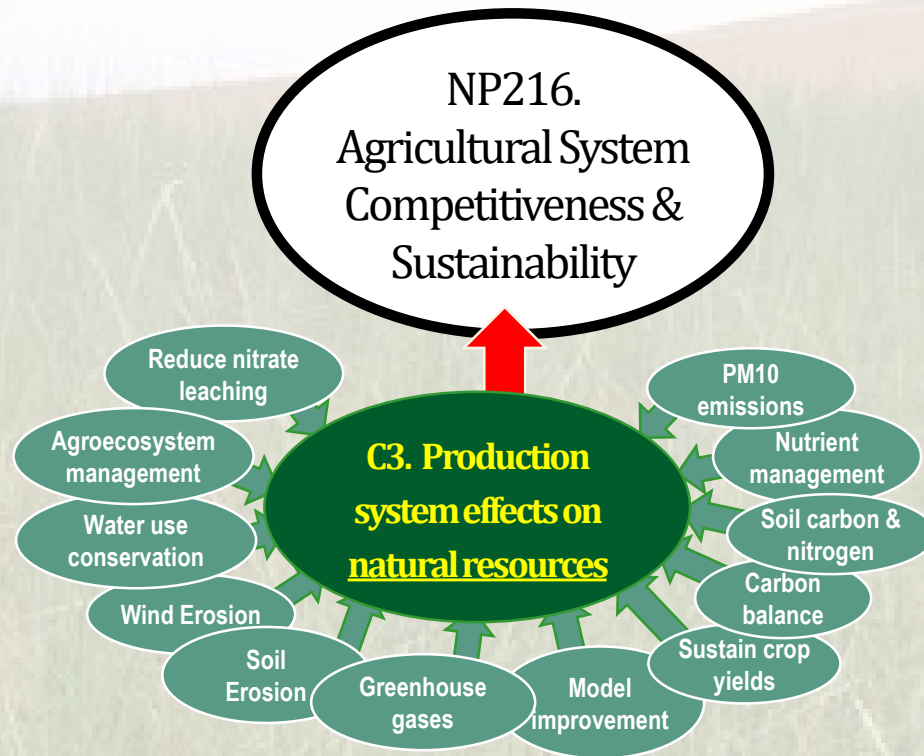 NP216.
Agricultural System
Competitiveness &
Sustainability
Reduce nitrate
leaching
Agroecosystem
management
Water use
conservation
Wind Erosion
Soil
Erosion
Greenhouse
gases
Model
improvement
Sustain crop
yields
Carbon
balance
Soil carbon &
nitrogen
Nutrient
management
PM10
emissions
C3. Production
system effects on
natural resources